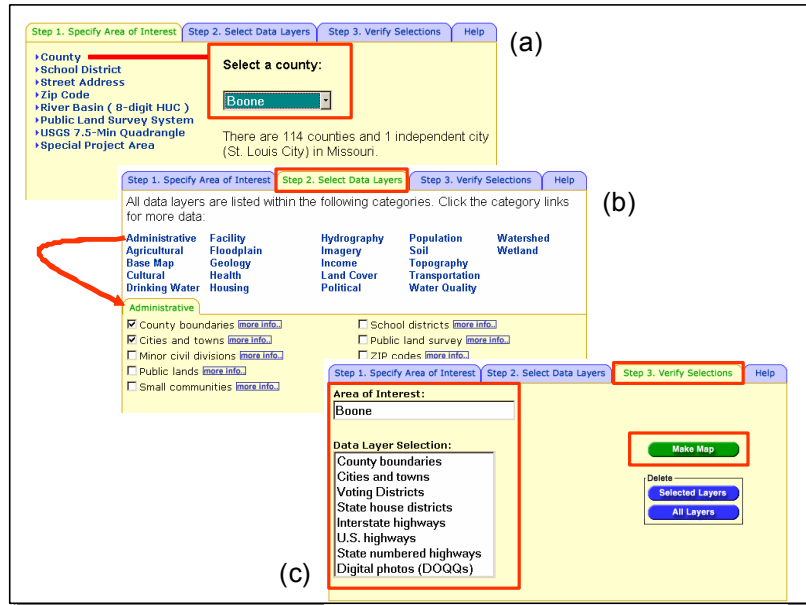 Step 1. Specify Area of Interest Step 2. Select Data Layers Step 3. Verify Selections Help
(a)
County
School District
Street Address
Zip Code
River Basin ( 8-digit HUC )
Public Land Survey System
USGS 7.5-Min Quadrangle
Special Project Area
Select a county:
Boone
There are 114 counties and 1 independent city
(St. Louis City) in Missouri.
Step 1. Specify Area of Interest Step 2. Select Data Layers Step 3. Verify Selections Help
(b)
All data layers are listed within the following categories. Click the category links
for more data:
Administrative Facility Hydrography Population Watershed
Agricultural Floodplain Imagery Soil Wetland
Base Map Geology Income Topography
Cultural Health Land Cover Transportation
Drinking Water Housing Political Water Quality
Administrative
County boundaries more info.. School districts more info..
Cities and towns more info.. Public land survey more info..
Minor civil divisions more info.. ZIP codes more info..
Public lands more info..
Small communities more info..
Step 1. Specify Area of Interest Step 2. Select Data Layers Step 3. Verify Selections Help
Area of Interest:
Boone
Data Layer Selection:
County boundaries
Cities and towns
Voting Districts
State house districts
Interstate highways
U.S. highways
State numbered highways
Digital photos (DOQQs)
Make Map
Delete
Selected Layers
All Layers
(c)